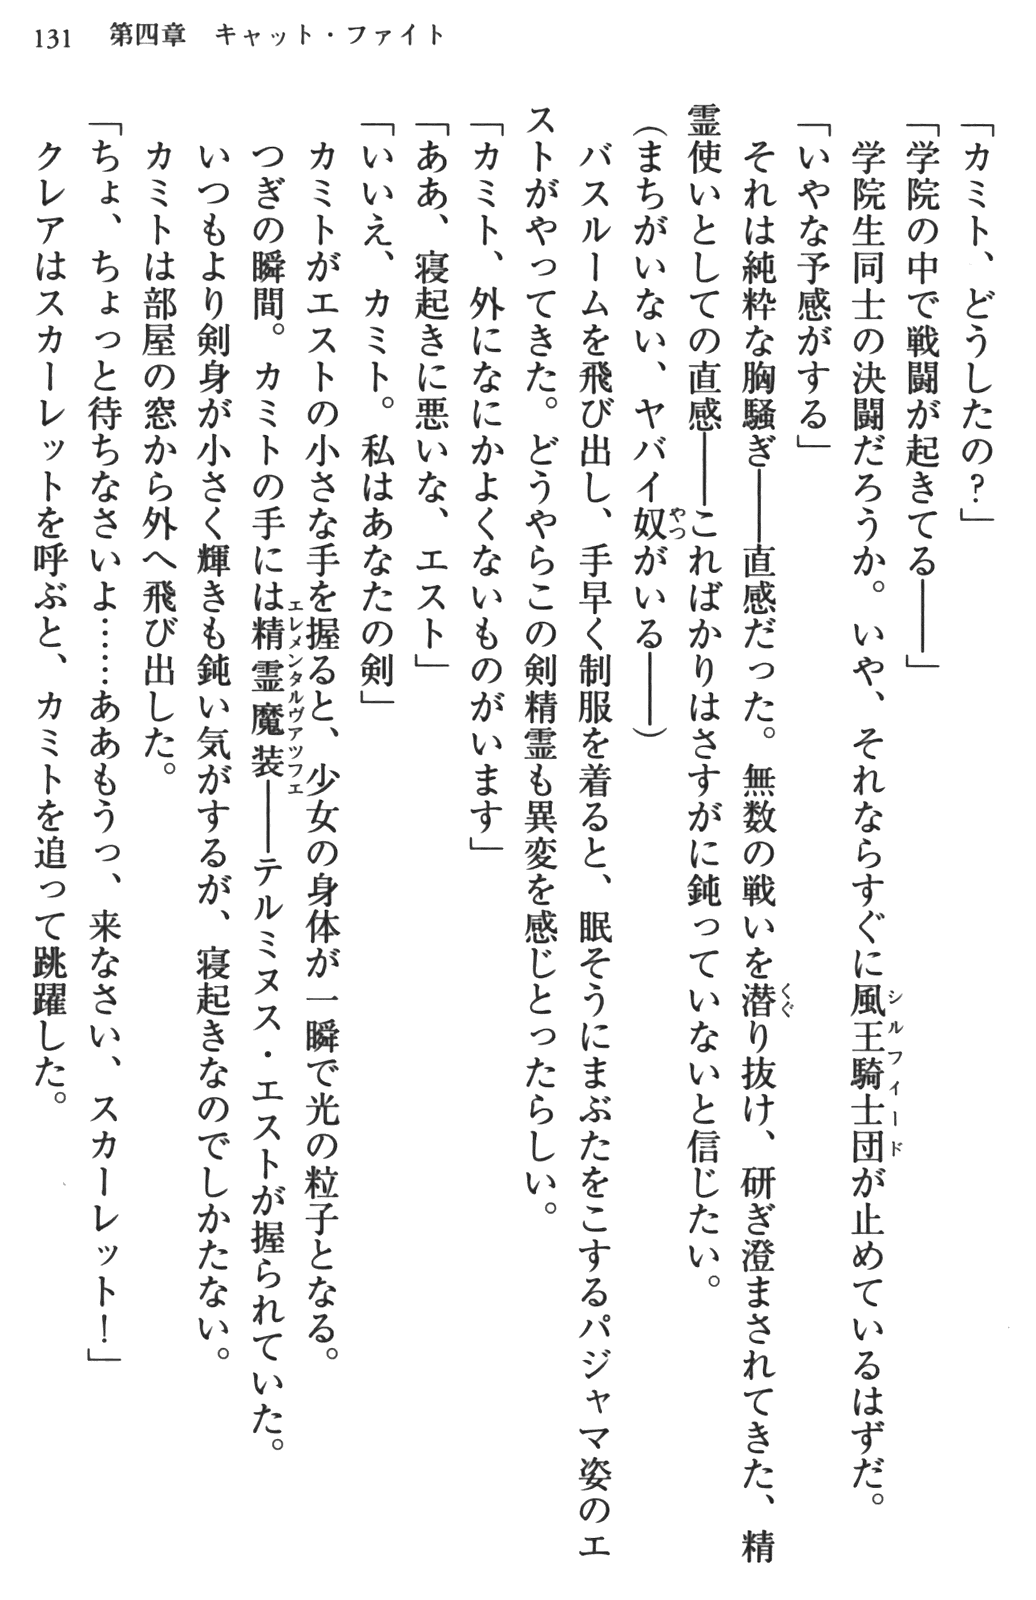 131　第四章　キャット・ファイト
「カミト、どうしたの？」
「学院の中で戦闘が起きてる――」
　学院生同士の決闘だろうか。いや、それならすぐに風王騎士団が止めているはずだ。
シルフィード
「いやな予感がする」
　それは純粋な胸騒ぎ――直感だった。無数の戦いを潜り抜け、研ぎ澄まされてきた、精
くぐ
霊使いとしての直感――こればかりはさすがに鈍っていないと信じたい。
（まちがいない、ヤバイ奴がいる――）
やつ
　バスルームを飛び出し、手早く制服を着ると、眠そうにまぶたをこするパジャマ姿のエ
ストがやってきた。どうやらこの剣精霊も異変を感じとったらしい。
「カミト、外になにかよくないものがいます」
「ああ、寝起きに悪いな、エスト」
「いいえ、カミト。私はあなたの剣」
　カミトがエストの小さな手を握ると、少女の身体が一瞬で光の粒子となる。
　つぎの瞬間。カミトの手には精霊魔装――テルミヌス・エストが握られていた。
エレメンタルヴァッフェ
　いつもより剣身が小さく輝きも鈍い気がするが、寝起きなのでしかたない。
　カミトは部屋の窓から外へ飛び出した。
「ちょ、ちょっと待ちなさいよ……ああもうっ、来なさい、スカーレット！」
　クレアはスカーレットを呼ぶと、カミトを追って跳躍した。